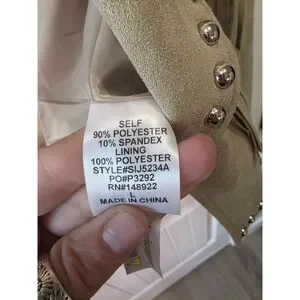 SELF
90% POLYESTER
10% SPANDEX
LINING
100% POLYESTER
STYLE#SIJ5234A
PO#P3292
RN#148922
L
MADE IN CHINA